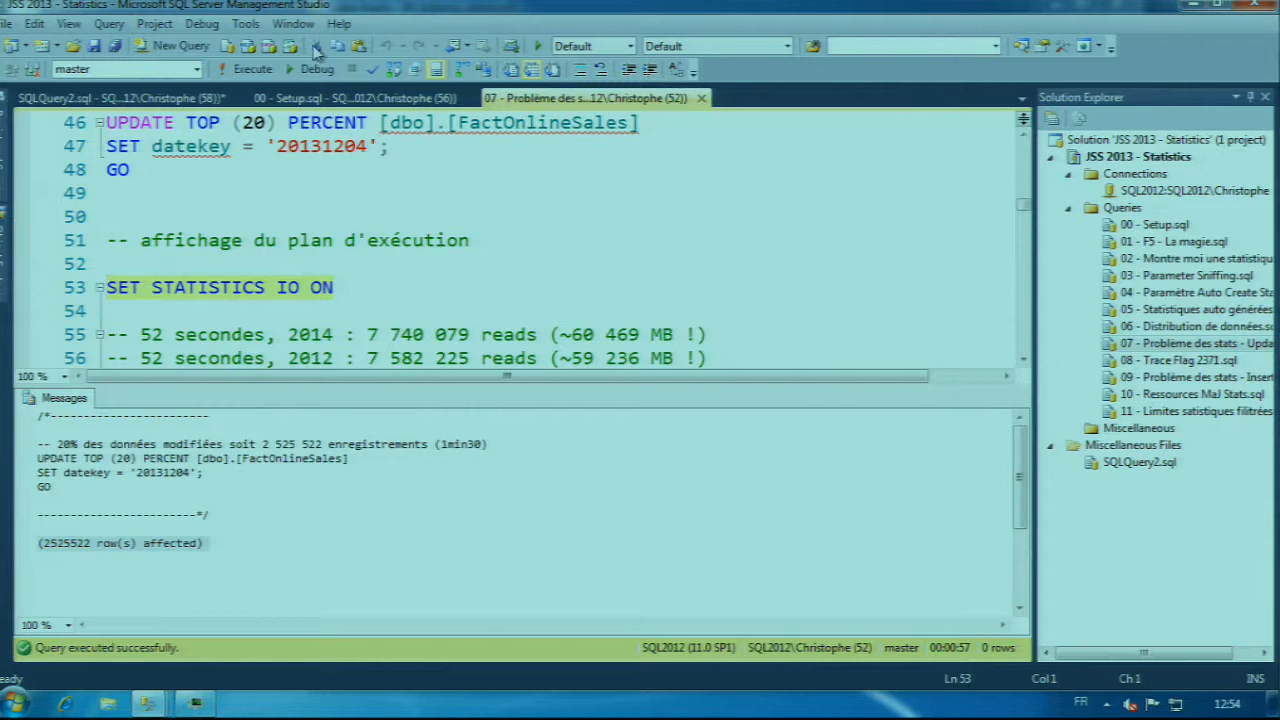 JSS 2013 - Statistics - Microsoft SQL Server Management Studio
File Edit View Query Project Debug Tools Window Help
New Query Default Default
master Execute Debug
SQLQuery2.sql - SQ...12\Christophe (58))* 00 - Setup.sql - SQ...012\Christophe (56)) 07 - Problème des s...12\Christophe (52))
46 UPDATE TOP (20) PERCENT [dbo].[FactOnlineSales]
47 SET datekey = '20131204';
48 GO
49
50
51 -- affichage du plan d'exécution
52
53 SET STATISTICS IO ON
54
55 -- 52 secondes, 2014 : 7 740 079 reads (~60 469 MB !)
56 -- 52 secondes, 2012 : 7 582 225 reads (~59 236 MB !)
100 %
Messages
/*------------------------
-- 20% des données modifiées soit 2 525 522 enregistrements (1min30)
UPDATE TOP (20) PERCENT [dbo].[FactOnlineSales]
SET datekey = '20131204';
GO
------------------------*/
(2525522 row(s) affected)
100 %
Query executed successfully. SQL2012 (11.0 SP1) SQL2012\Christophe (52) master 00:00:57 0 rows
Solution Explorer
Solution 'JSS 2013 - Statistics' (1 project)
JSS 2013 - Statistics
Connections
SQL2012:SQL2012\Christophe
Queries
00 - Setup.sql
01 - F5 - La magie.sql
02 - Montre moi une statistiqu
03 - Parameter Sniffing.sql
04 - Paramètre Auto Create Sta
05 - Statistiques auto générées
06 - Distribution de données.s
07 - Problème des stats - Upda
08 - Trace Flag 2371.sql
09 - Problème des stats - Inser
10 - Ressources MaJ Stats.sql
11 - Limites satistiques filtrées
Miscellaneous
Miscellaneous Files
SQLQuery2.sql
eady Ln 53 Col 1 Ch 1 INS
FR 12:54